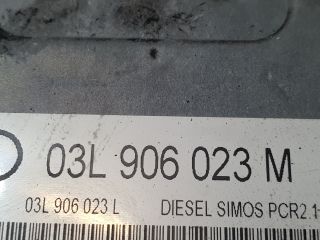 03L 906 023 M
03L 906 023 L DIESEL SIMOS PCR2.1